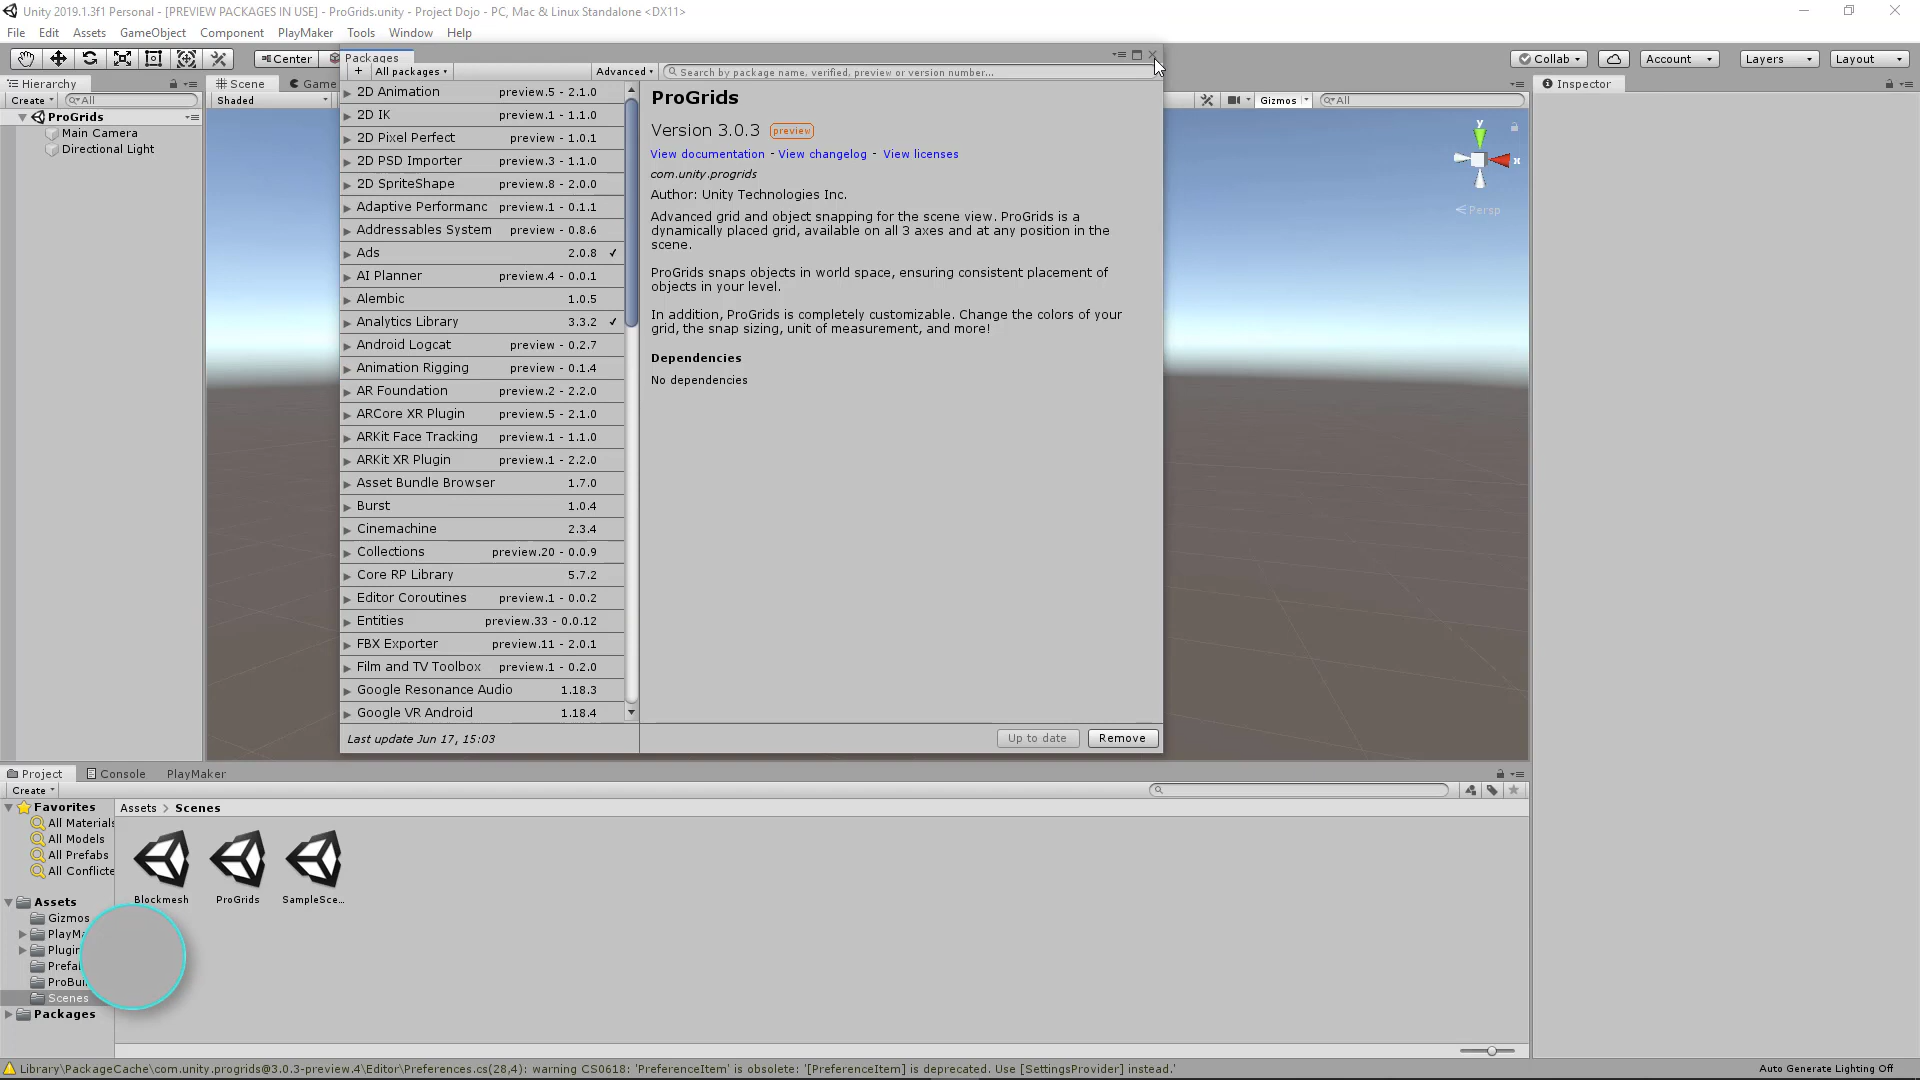 Unity 2019.1.3f1 Personal - [PREVIEW PACKAGES IN USE] - ProGrids.unity - Project Dojo - PC, Mac & Linux Standalone <DX11>
File Edit Assets GameObject Component PlayMaker Tools Window Help
Center
Collab
Account
Layers
Layout
Hierarchy
Create
All
ProGrids
Main Camera
Directional Light
Scene
Game
Shaded
Gizmos
All
y
x
Persp
Inspector
Packages
+ All packages Advanced
Search by package name, verified, preview or version number...
2D Animation preview.5 - 2.1.0
2D IK preview.1 - 1.1.0
2D Pixel Perfect preview - 1.0.1
2D PSD Importer preview.3 - 1.1.0
2D SpriteShape preview.8 - 2.0.0
Adaptive Performanc preview.1 - 0.1.1
Addressables System preview - 0.8.6
Ads 2.0.8 ✓
AI Planner preview.4 - 0.0.1
Alembic 1.0.5
Analytics Library 3.3.2 ✓
Android Logcat preview - 0.2.7
Animation Rigging preview - 0.1.4
AR Foundation preview.2 - 2.2.0
ARCore XR Plugin preview.5 - 2.1.0
ARKit Face Tracking preview.1 - 1.1.0
ARKit XR Plugin preview.1 - 2.2.0
Asset Bundle Browser 1.7.0
Burst 1.0.4
Cinemachine 2.3.4
Collections preview.20 - 0.0.9
Core RP Library 5.7.2
Editor Coroutines preview.1 - 0.0.2
Entities preview.33 - 0.0.12
FBX Exporter preview.11 - 2.0.1
Film and TV Toolbox preview.1 - 0.2.0
Google Resonance Audio 1.18.3
Google VR Android 1.18.4
Last update Jun 17, 15:03
ProGrids
Version 3.0.3 preview
View documentation - View changelog - View licenses
com.unity.progrids
Author: Unity Technologies Inc.
Advanced grid and object snapping for the scene view. ProGrids is a
dynamically placed grid, available on all 3 axes and at any position in the
scene.
ProGrids snaps objects in world space, ensuring consistent placement of
objects in your level.
In addition, ProGrids is completely customizable. Change the colors of your
grid, the snap sizing, unit of measurement, and more!
Dependencies
No dependencies
Up to date
Remove
Project Console PlayMaker
Create
Favorites
All Materials
All Models
All Prefabs
All Conflicte
Assets
Gizmos
PlayMa
Plugin
Prefa
ProBui
Scenes
Packages
Assets > Scenes
Blockmesh
ProGrids
SampleSce...
Library\PackageCache\com.unity.progrids@3.0.3-preview.4\Editor\Preferences.cs(28,4): warning CS0618: 'PreferenceItem' is obsolete: '[PreferenceItem] is deprecated. Use [SettingsProvider] instead.'
Auto Generate Lighting Off